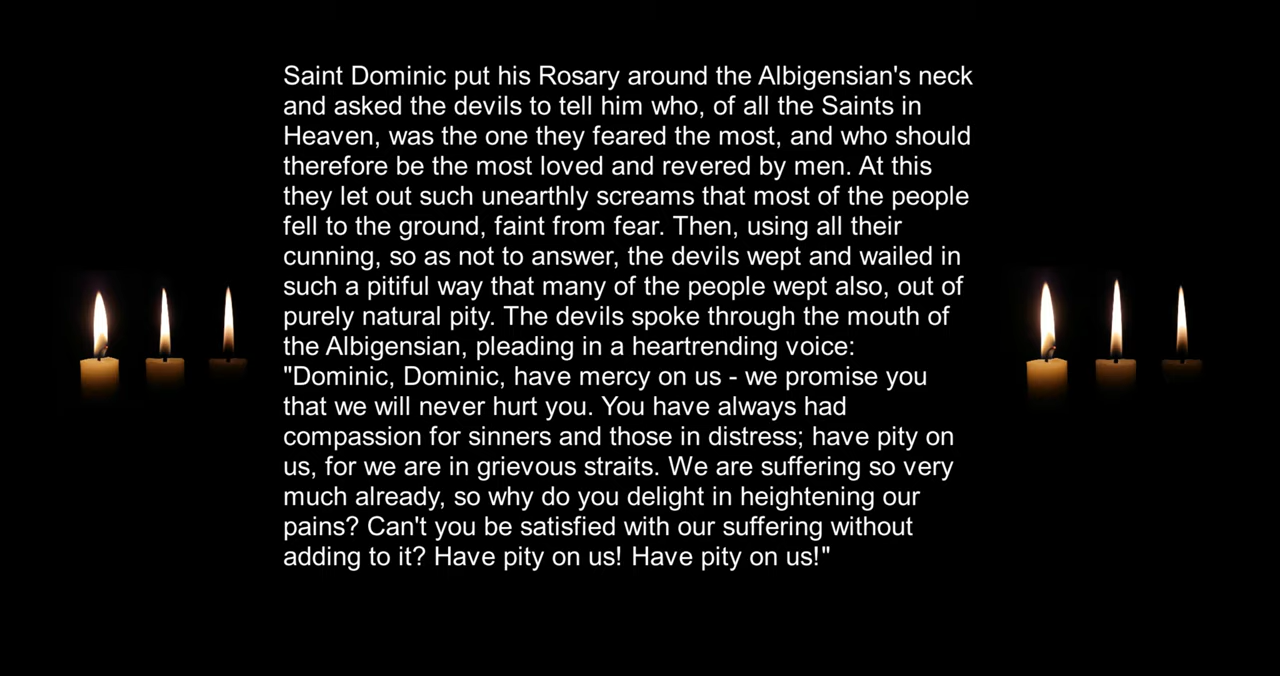 Saint Dominic put his Rosary around the Albigensian's neck
and asked the devils to tell him who, of all the Saints in
Heaven, was the one they feared the most, and who should
therefore be the most loved and revered by men. At this
they let out such unearthly screams that most of the people
fell to the ground, faint from fear. Then, using all their
cunning, so as not to answer, the devils wept and wailed in
such a pitiful way that many of the people wept also, out of
purely natural pity. The devils spoke through the mouth of
the Albigensian, pleading in a heartrending voice:
"Dominic, Dominic, have mercy on us - we promise you
that we will never hurt you. You have always had
compassion for sinners and those in distress; have pity on
us, for we are in grievous straits. We are suffering so very
much already, so why do you delight in heightening our
pains? Can't you be satisfied with our suffering without
adding to it? Have pity on us! Have pity on us!"